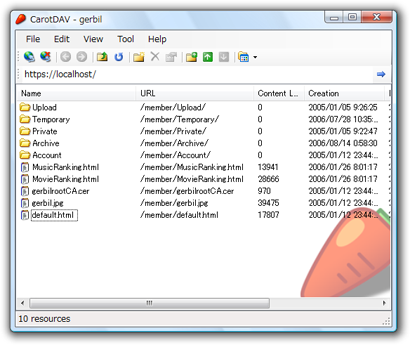 CarotDAV - gerbil
File Edit View Tool Help
https://localhost/
Name URL Content L... Creation
Upload /member/Upload/ 0 2005/01/05 9:26:25
Temporary /member/Temporary/ 0 2006/07/28 10:35:...
Private /member/Private/ 0 2005/01/05 9:22:47
Archive /member/Archive/ 0 2006/08/14 0:58:30
Account /member/Account/ 0 2005/01/12 23:44:...
MusicRanking.html /member/MusicRanking.html 13941 2006/01/26 8:01:17
MovieRanking.html /member/MovieRanking.html 28666 2006/01/26 8:01:17
gerbilrootCA.cer /member/gerbilrootCA.cer 970 2005/01/12 23:44:...
gerbil.jpg /member/gerbil.jpg 39475 2005/01/12 23:44:...
default.html /member/default.html 17807 2005/01/12 23:44:...
10 resources